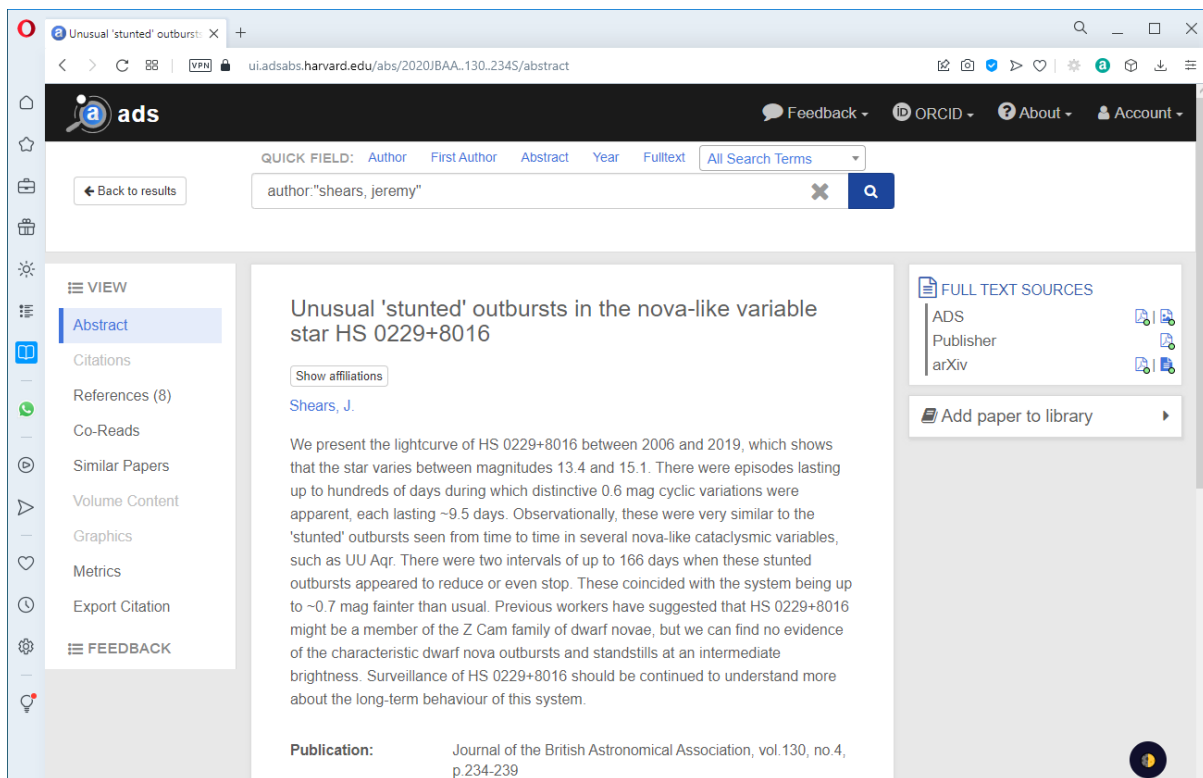 Unusual 'stunted' outbursts
VPN
ui.adsabs.harvard.edu/abs/2020JBAA..130..234S/abstract
a ads
Feedback
iD ORCID
About
Account
QUICK FIELD: Author First Author Abstract Year Fulltext All Search Terms
Back to results
author:"shears, jeremy"
VIEW
Abstract
Citations
References (8)
Co-Reads
Similar Papers
Volume Content
Graphics
Metrics
Export Citation
FEEDBACK
Unusual 'stunted' outbursts in the nova-like variable
star HS 0229+8016
Show affiliations
Shears, J.
We present the lightcurve of HS 0229+8016 between 2006 and 2019, which shows
that the star varies between magnitudes 13.4 and 15.1. There were episodes lasting
up to hundreds of days during which distinctive 0.6 mag cyclic variations were
apparent, each lasting ~9.5 days. Observationally, these were very similar to the
'stunted' outbursts seen from time to time in several nova-like cataclysmic variables,
such as UU Aqr. There were two intervals of up to 166 days when these stunted
outbursts appeared to reduce or even stop. These coincided with the system being up
to ~0.7 mag fainter than usual. Previous workers have suggested that HS 0229+8016
might be a member of the Z Cam family of dwarf novae, but we can find no evidence
of the characteristic dwarf nova outbursts and standstills at an intermediate
brightness. Surveillance of HS 0229+8016 should be continued to understand more
about the long-term behaviour of this system.
Publication: Journal of the British Astronomical Association, vol.130, no.4,
p.234-239
FULL TEXT SOURCES
ADS
Publisher
arXiv
Add paper to library